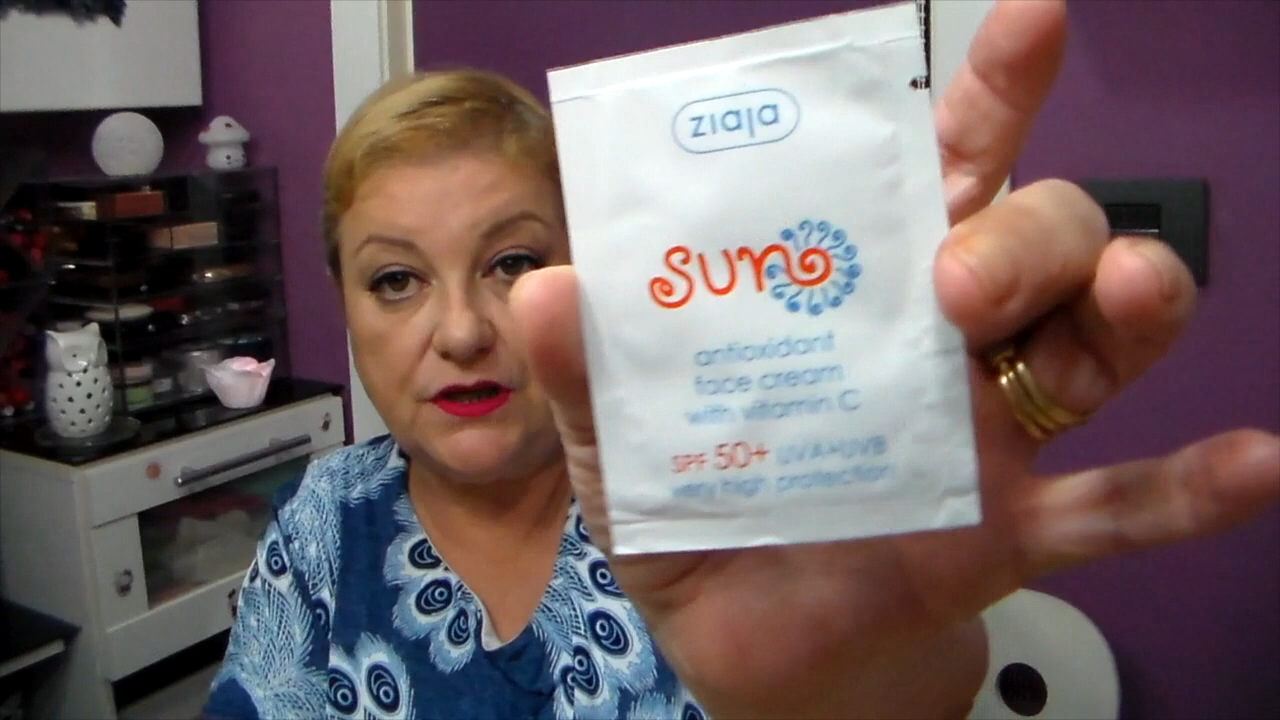 ziaja
sun
antioxidant
face cream
with vitamin C
SPF 50+ UVA+UVB
very high protection